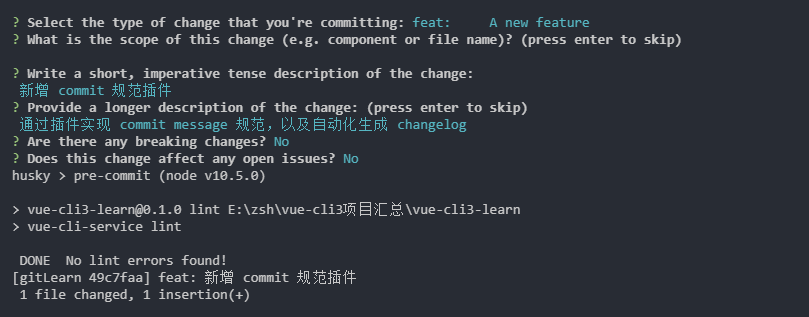 ? Select the type of change that you're committing: feat:     A new feature
? What is the scope of this change (e.g. component or file name)? (press enter to skip)
? Write a short, imperative tense description of the change:
新增 commit 规范插件
? Provide a longer description of the change: (press enter to skip)
通过插件实现 commit message 规范，以及自动化生成 changelog
? Are there any breaking changes? No
? Does this change affect any open issues? No
husky > pre-commit (node v10.5.0)
> vue-cli3-learn@0.1.0 lint E:\zsh\vue-cli3项目汇总\vue-cli3-learn
> vue-cli-service lint
DONE  No lint errors found!
[gitLearn 49c7faa] feat: 新增 commit 规范插件
1 file changed, 1 insertion(+)